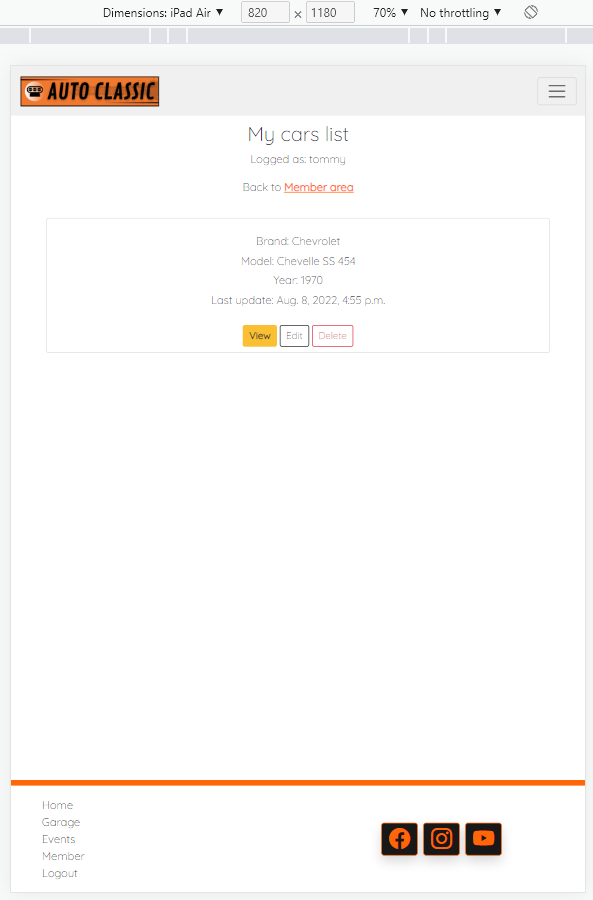 Dimensions: iPad Air ▼ 820 × 1180 70% ▼ No throttling ▼
AUTO CLASSIC
My cars list
Logged as: tommy
Back to Member area
Brand: Chevrolet
Model: Chevelle SS 454
Year: 1970
Last update: Aug. 8, 2022, 4:55 p.m.
View Edit Delete
Home
Garage
Events
Member
Logout